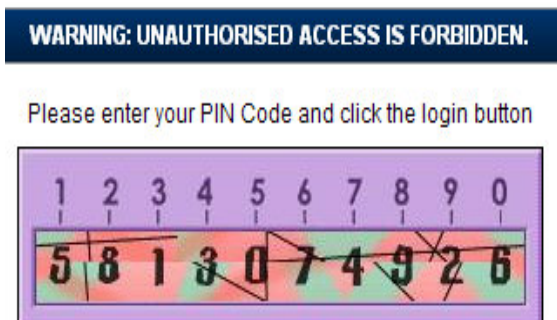 WARNING: UNAUTHORISED ACCESS IS FORBIDDEN.
Please enter your PIN Code and click the login button
1 2 3 4 5 6 7 8 9 0
5 8 1 3 0 7 4 9 2 6